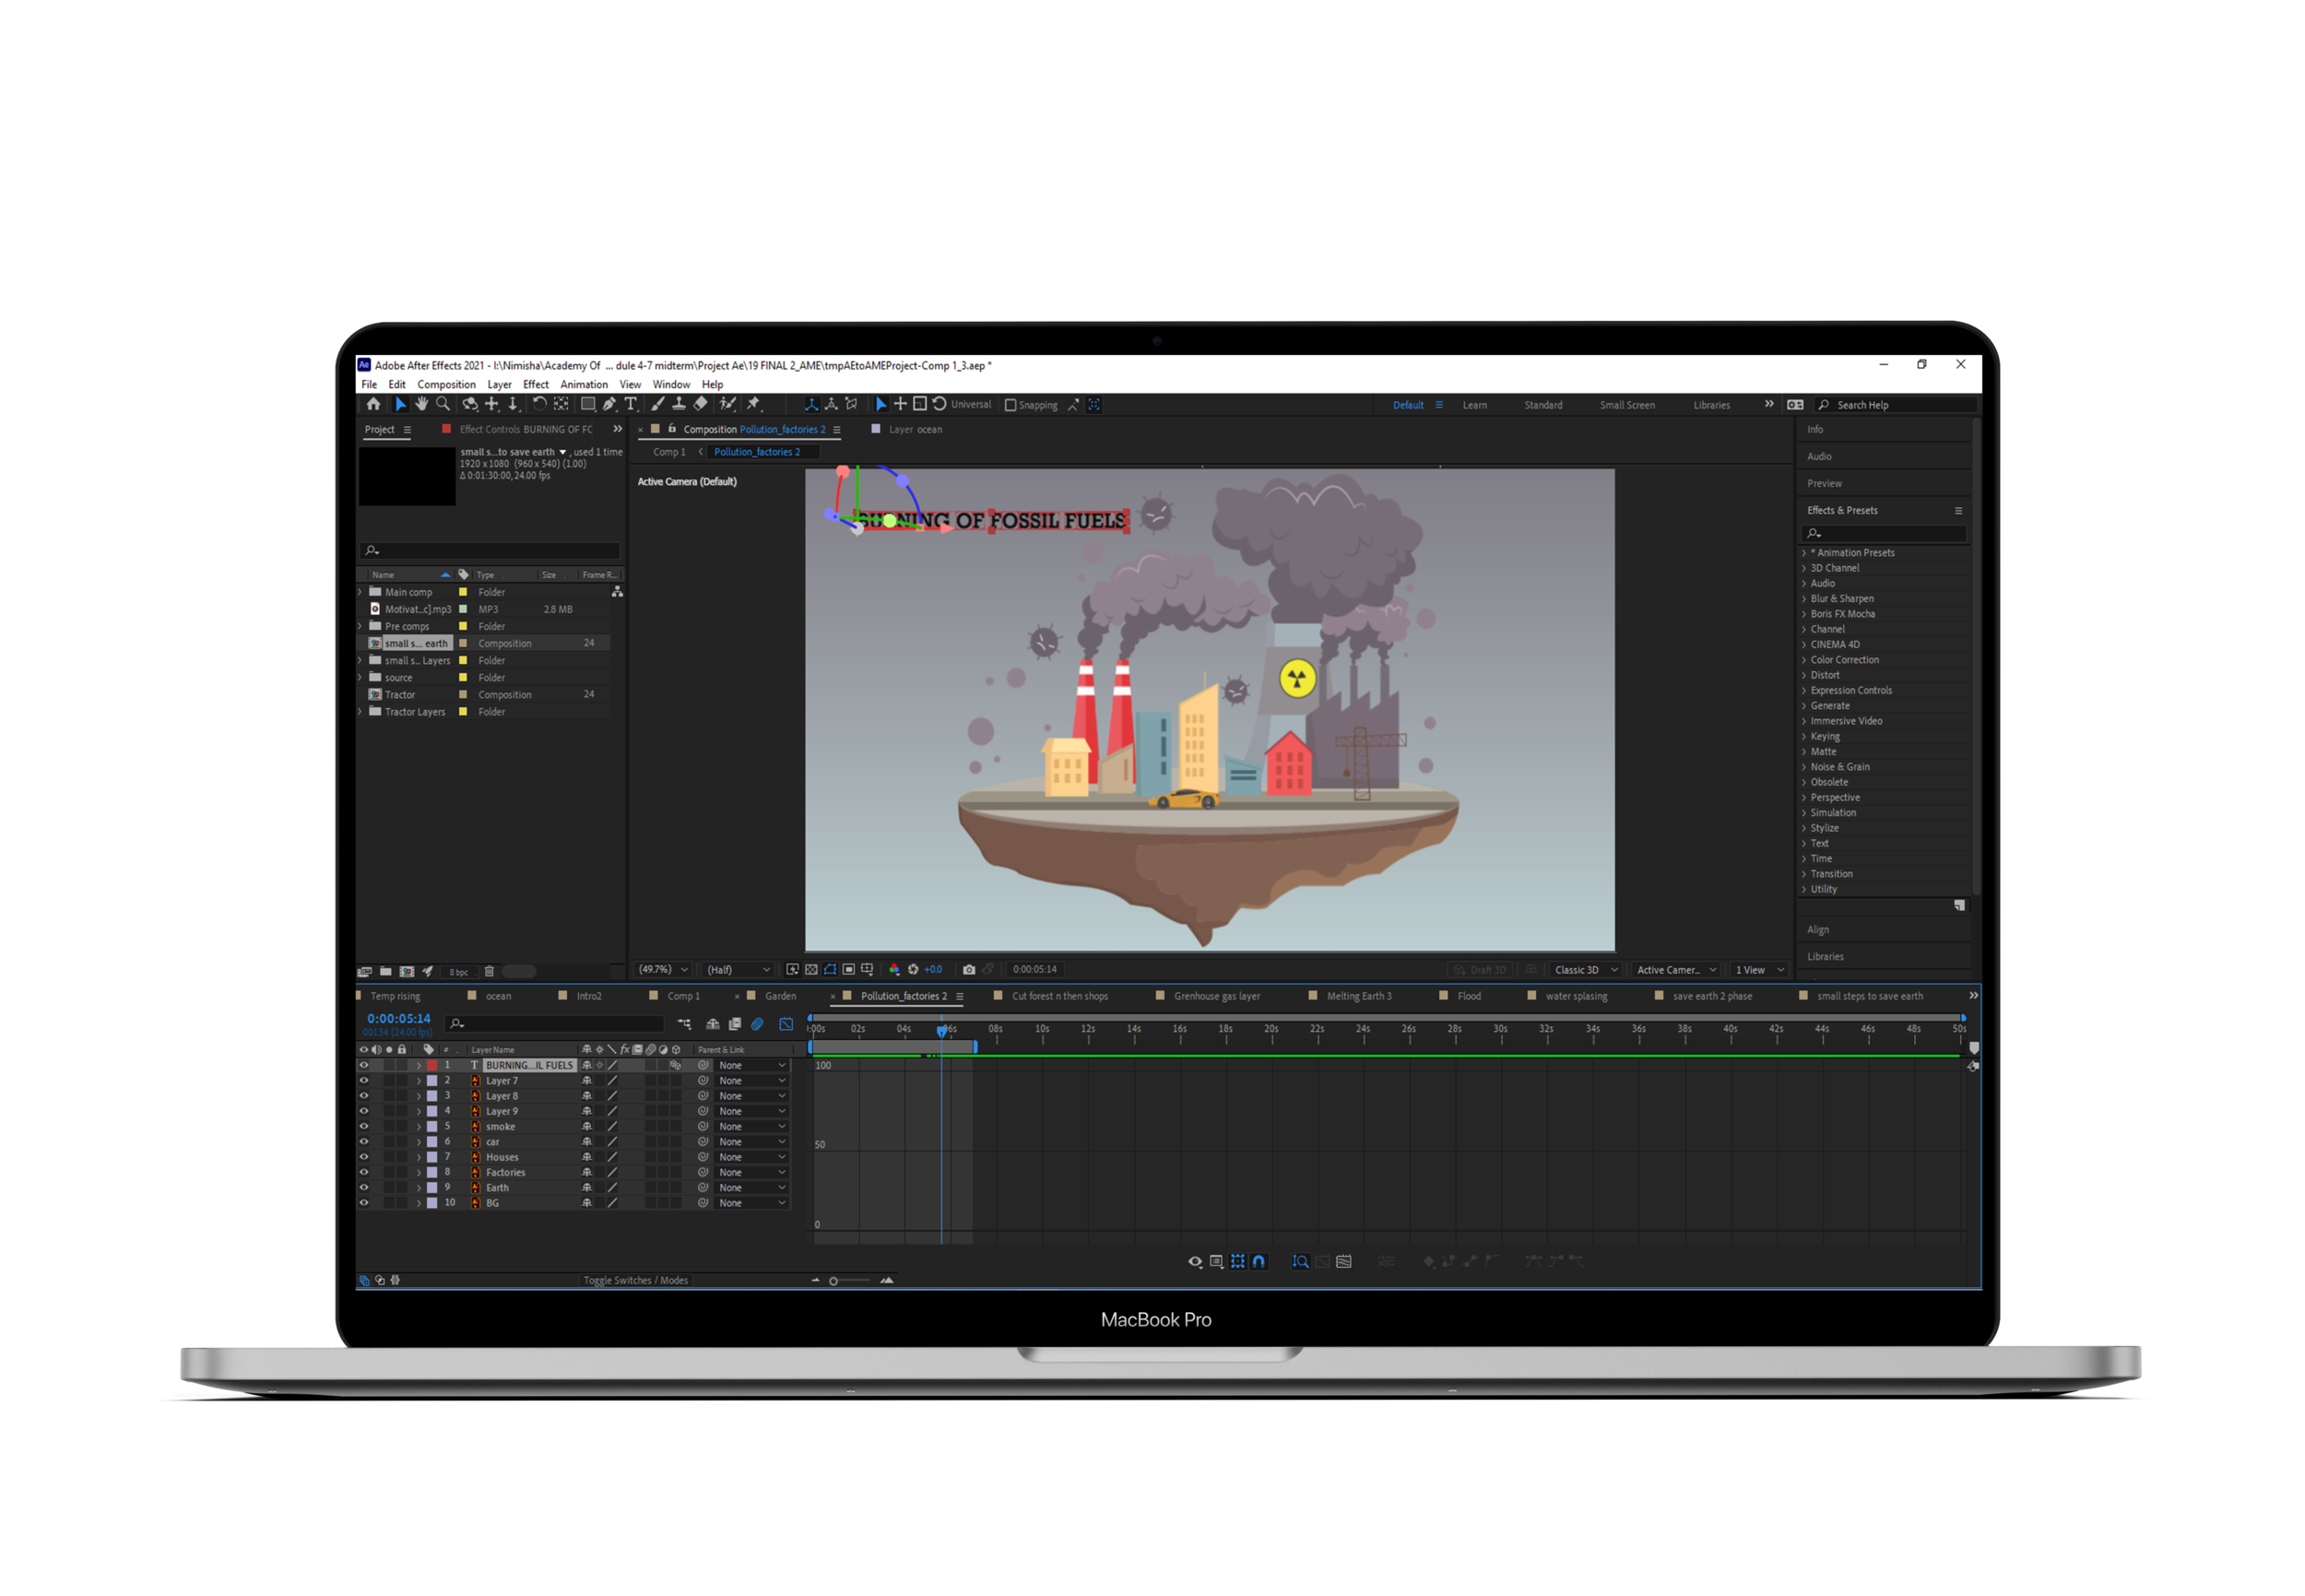 Adobe After Effects 2021 - I:\Nimisha\Academy Of ... dule 4-7 midterm\Project Ae\19 FINAL 2_AME\tmpAEtoAMEProject-Comp 1_3.aep *
File Edit Composition Layer Effect Animation View Window Help
Universal Snapping Default Learn Standard Small Screen Libraries Search Help
Project Effect Controls BURNING OF FC
small s...to save earth , used 1 time
1920 x 1080 (960 x 540) (1.00)
Δ 0:01:30:00, 24.00 fps
Name Type Size Frame R...
Main comp Folder
Motivat...c].mp3 MP3 2.8 MB
Pre comps Folder
small s... earth Composition 24
small s... Layers Folder
source Folder
Tractor Composition 24
Tractor Layers Folder
8 bpc
Composition Pollution_factories 2 Layer ocean
Comp 1 Pollution_factories 2
Active Camera (Default)
BURNING OF FOSSIL FUELS
(49.7%) (Half) +0.0 0:00:05:14 Draft 3D Classic 3D Active Camer... 1 View
Info
Audio
Preview
Effects & Presets
* Animation Presets
3D Channel
Audio
Blur & Sharpen
Boris FX Mocha
Channel
CINEMA 4D
Color Correction
Distort
Expression Controls
Generate
Immersive Video
Keying
Matte
Noise & Grain
Obsolete
Perspective
Simulation
Stylize
Text
Time
Transition
Utility
Align
Libraries
Temp rising ocean Intro2 Comp 1 Garden Pollution_factories 2 Cut forest n then shops Grenhouse gas layer Melting Earth 3 Flood water splasing save earth 2 phase small steps to save earth
0:00:05:14
00134 (24.00 fps)
:00s 02s 04s 06s 08s 10s 12s 14s 16s 18s 20s 22s 24s 26s 28s 30s 32s 34s 36s 38s 40s 42s 44s 46s 48s 50s
# Layer Name Parent & Link
1 T BURNING...IL FUELS None
2 Layer 7 None
3 Layer 8 None
4 Layer 9 None
5 smoke None
6 car None
7 Houses None
8 Factories None
9 Earth None
10 BG None
100
50
0
Toggle Switches / Modes
MacBook Pro